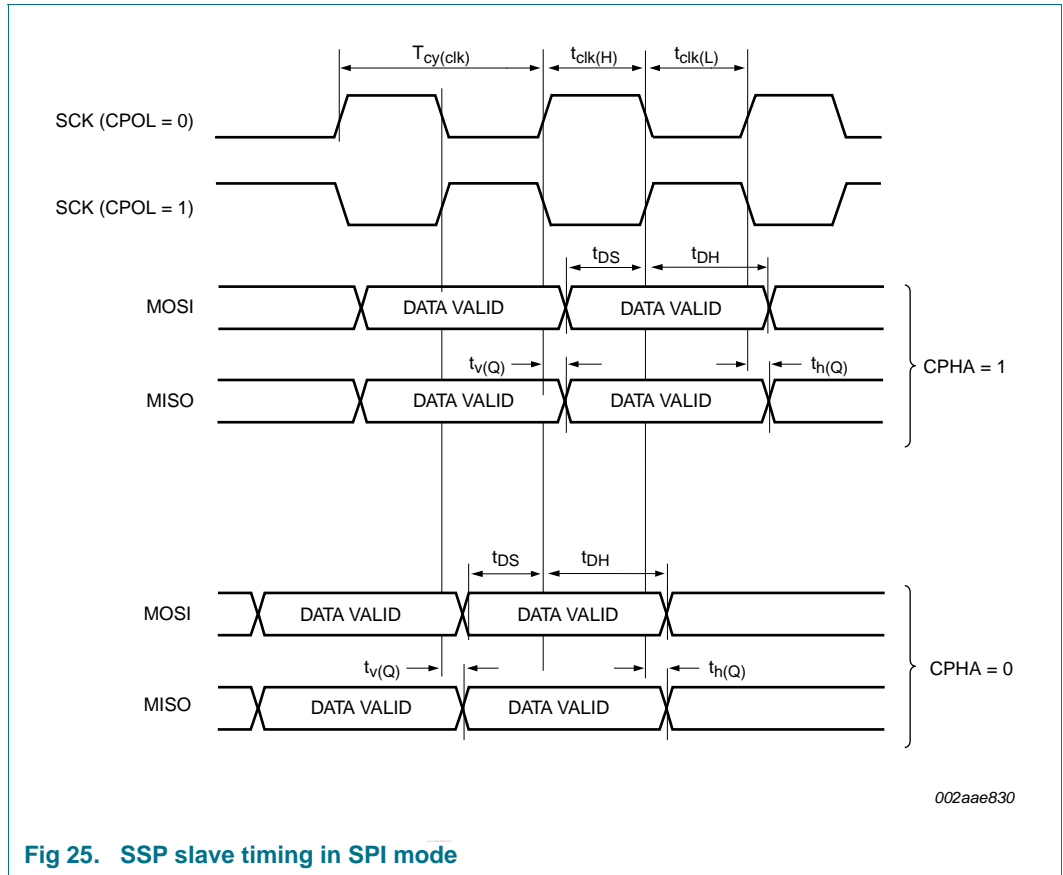 Tcy(clk) tclk(H) tclk(L)
SCK (CPOL = 0)
SCK (CPOL = 1)
tDS tDH
MOSI DATA VALID DATA VALID
tv(Q) th(Q)
CPHA = 1
MISO DATA VALID DATA VALID
tDS tDH
MOSI DATA VALID DATA VALID
tv(Q) th(Q)
CPHA = 0
MISO DATA VALID DATA VALID
002aae830
Fig 25. SSP slave timing in SPI mode